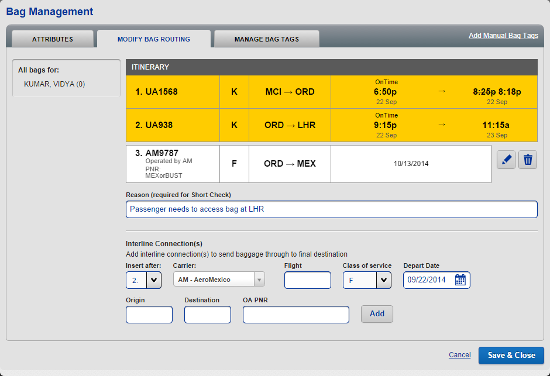 Bag Management
ATTRIBUTES
MODIFY BAG ROUTING
MANAGE BAG TAGS
Add Manual Bag Tags
All bags for:
KUMAR, VIDYA (0)
ITINERARY
1. UA1568 K MCI → ORD OnTime 6:50p → 8:25p 8:18p
22 Sep 22 Sep
2. UA938 K ORD → LHR OnTime 9:15p → 11:15a
22 Sep 23 Sep
3. AM9787 F ORD → MEX 10/13/2014
Operated by AM
PNR:
MEXorBUST
Reason (required for Short Check)
Passenger needs to access bag at LHR
Interline Connection(s)
Add interline connection(s) to send baggage through to final destination
Insert after: Carrier: Flight Class of service Depart Date
2. AM - AeroMexico F 09/22/2014
Origin Destination OA PNR
Add
Cancel Save & Close